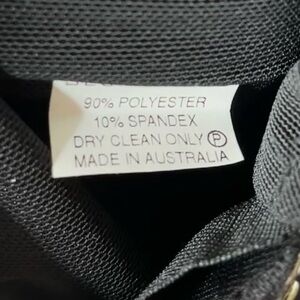 90% POLYESTER
10% SPANDEX
DRY CLEAN ONLY Ⓟ
MADE IN AUSTRALIA